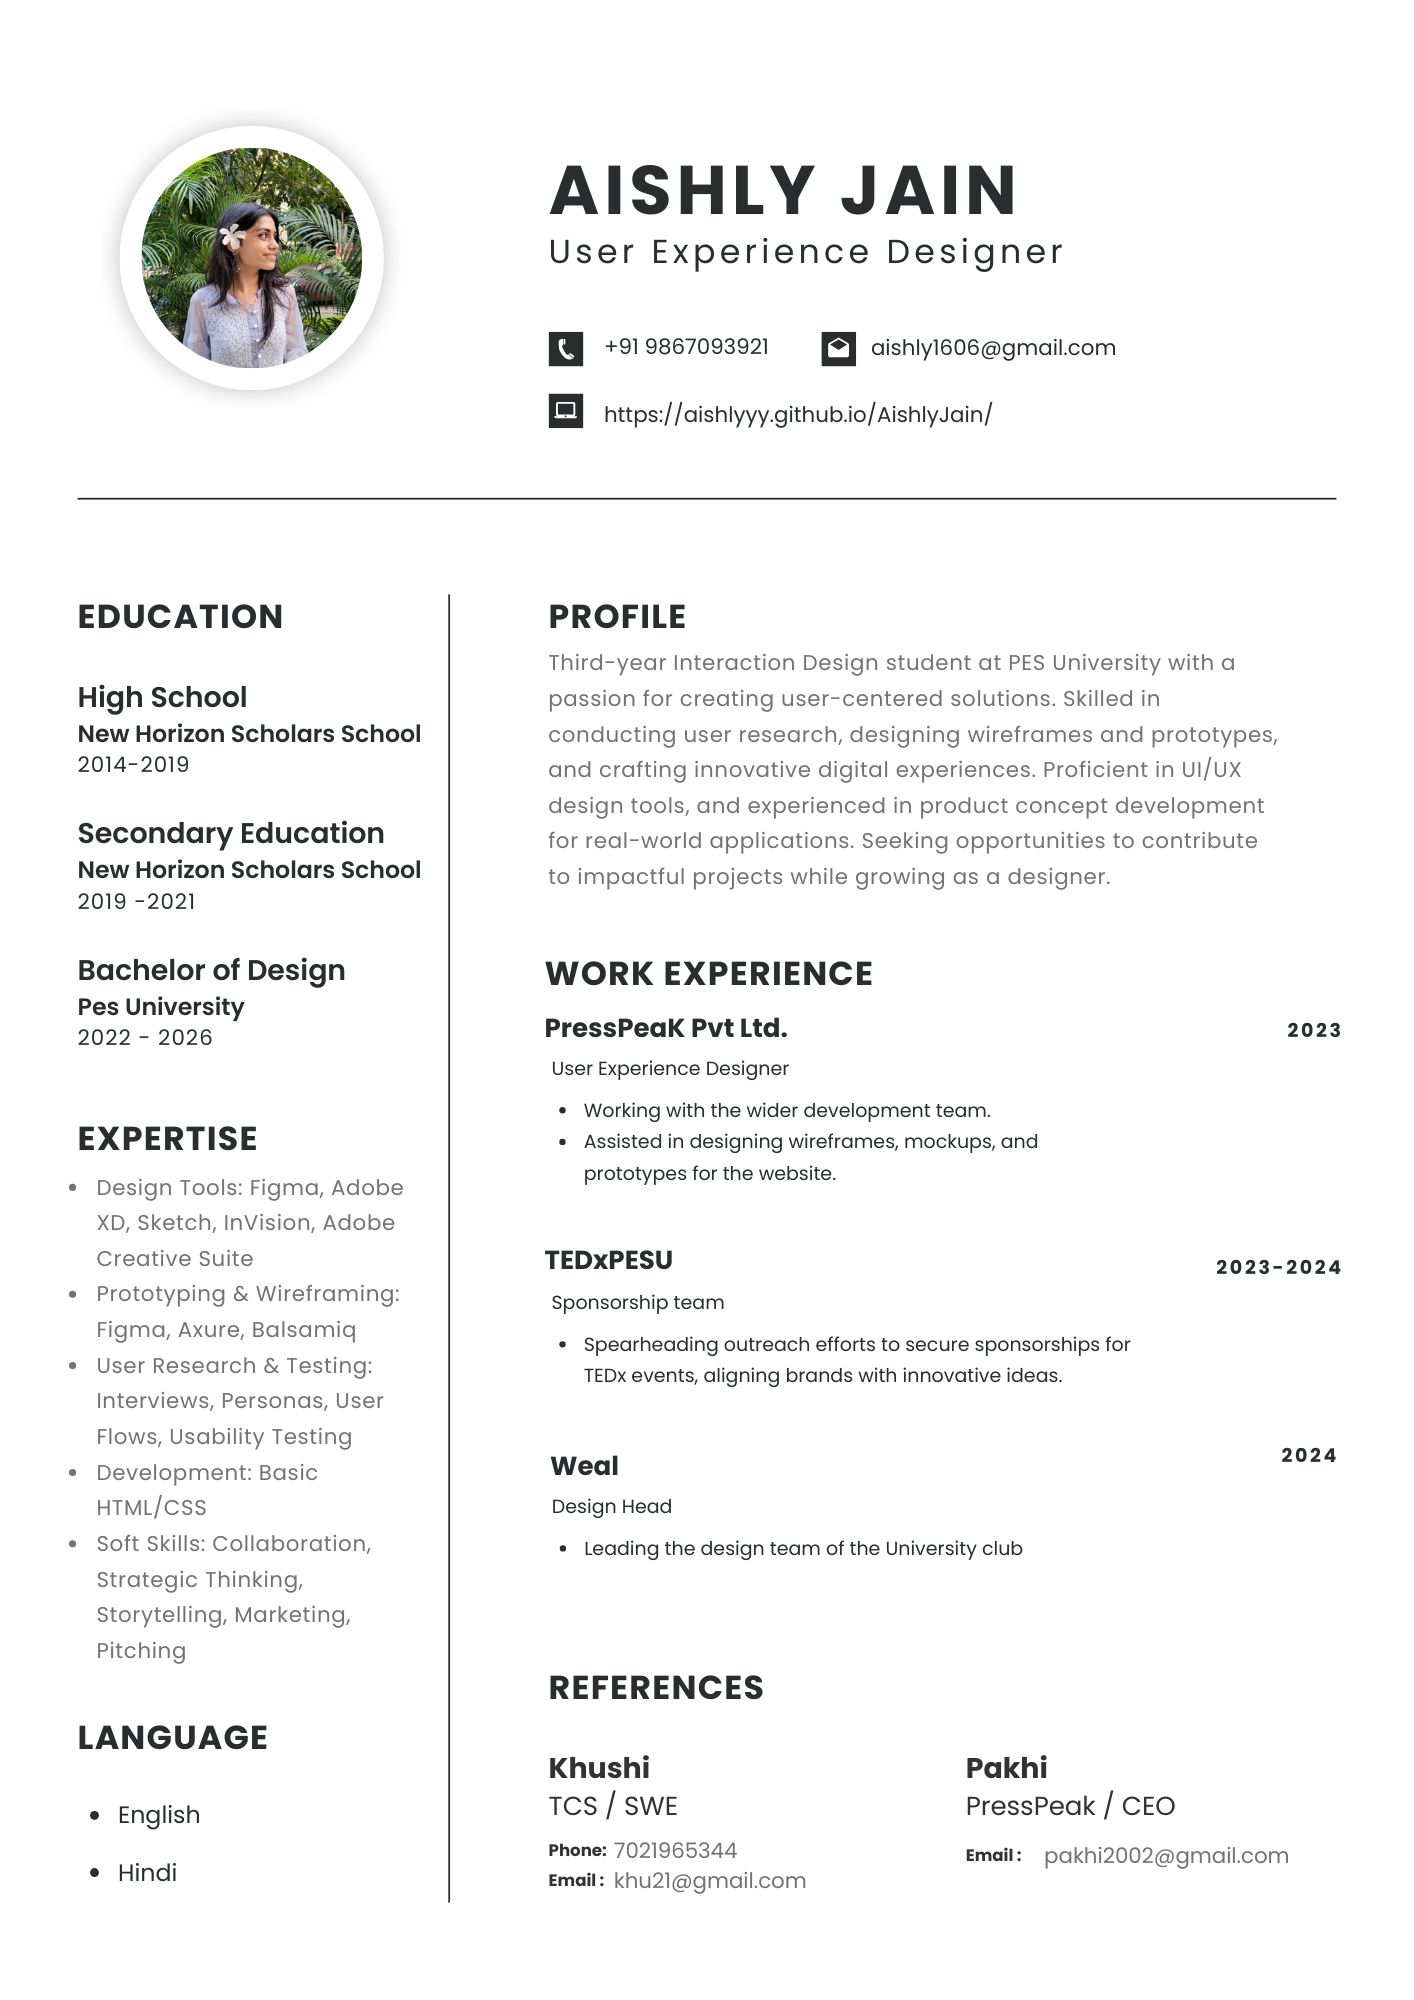 AISHLY JAIN
User Experience Designer
+91 9867093921
aishly1606@gmail.com
https://aishlyyy.github.io/AishlyJain/
EDUCATION
High School
New Horizon Scholars School
2014-2019
Secondary Education
New Horizon Scholars School
2019 -2021
Bachelor of Design
Pes University
2022 - 2026
EXPERTISE
• Design Tools: Figma, Adobe
XD, Sketch, InVision, Adobe
Creative Suite
• Prototyping & Wireframing:
Figma, Axure, Balsamiq
• User Research & Testing:
Interviews, Personas, User
Flows, Usability Testing
• Development: Basic
HTML/CSS
• Soft Skills: Collaboration,
Strategic Thinking,
Storytelling, Marketing,
Pitching
LANGUAGE
• English
• Hindi
PROFILE
Third-year Interaction Design student at PES University with a
passion for creating user-centered solutions. Skilled in
conducting user research, designing wireframes and prototypes,
and crafting innovative digital experiences. Proficient in UI/UX
design tools, and experienced in product concept development
for real-world applications. Seeking opportunities to contribute
to impactful projects while growing as a designer.
WORK EXPERIENCE
PressPeaK Pvt Ltd.
2023
User Experience Designer
• Working with the wider development team.
• Assisted in designing wireframes, mockups, and
prototypes for the website.
TEDxPESU
2023-2024
Sponsorship team
• Spearheading outreach efforts to secure sponsorships for
TEDx events, aligning brands with innovative ideas.
Weal
2024
Design Head
• Leading the design team of the University club
REFERENCES
Khushi
TCS / SWE
Phone: 7021965344
Email : khu21@gmail.com
Pakhi
PressPeak / CEO
Email : pakhi2002@gmail.com